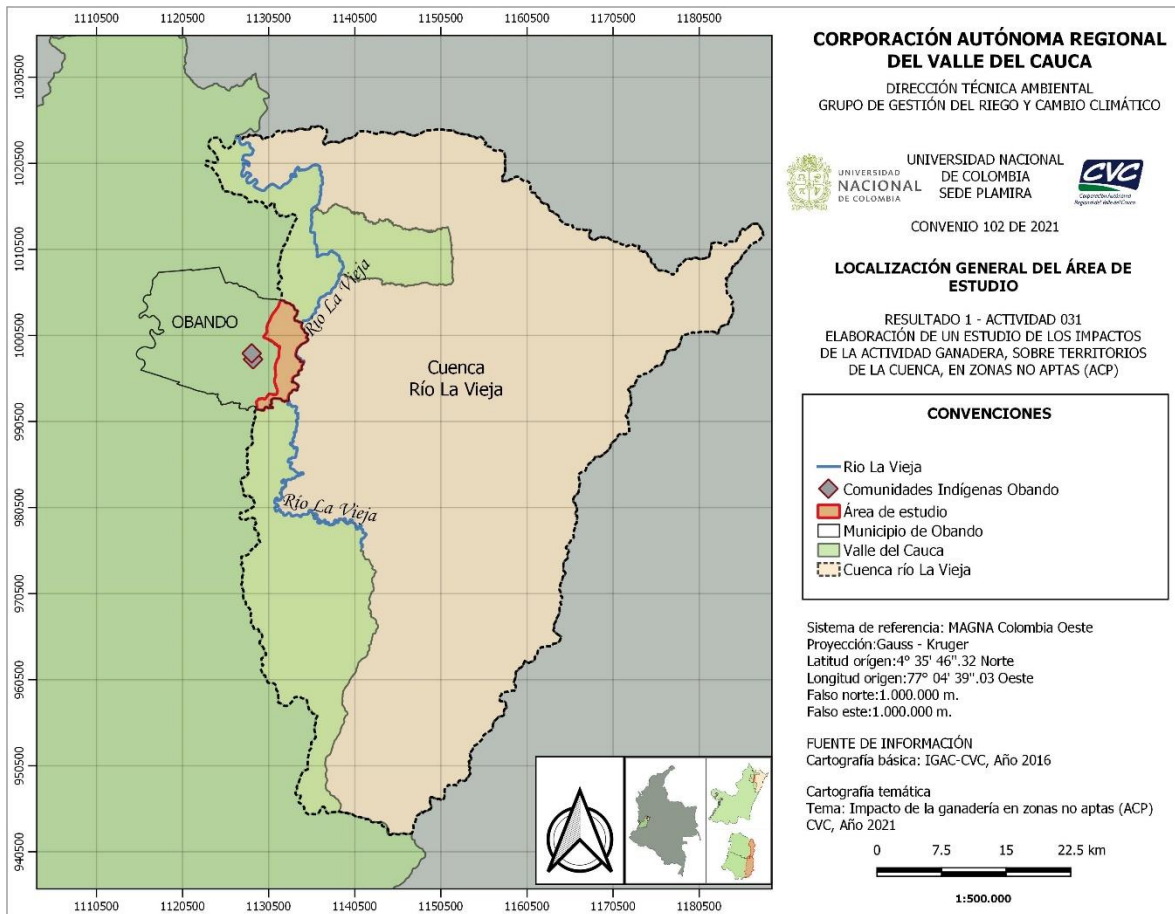 1110500 1120500 1130500 1140500 1150500 1160500 1170500 1180500
1030500
1020500
1010500
1000500
990500
980500
970500
960500
950500
940500
OBANDO
Río La Vieja
Cuenca
Río La Vieja
Río La Vieja
1110500 1120500 1130500 1140500 1150500 1160500 1170500 1180500
CORPORACIÓN AUTÓNOMA REGIONAL
DEL VALLE DEL CAUCA
DIRECCIÓN TÉCNICA AMBIENTAL
GRUPO DE GESTIÓN DEL RIEGO Y CAMBIO CLIMÁTICO
UNIVERSIDAD
NACIONAL
DE COLOMBIA
UNIVERSIDAD NACIONAL
DE COLOMBIA
SEDE PLAMIRA
CVC
Corporación Autónoma
Regional del Valle del Cauca
CONVENIO 102 DE 2021
LOCALIZACIÓN GENERAL DEL ÁREA DE
ESTUDIO
RESULTADO 1 - ACTIVIDAD 031
ELABORACIÓN DE UN ESTUDIO DE LOS IMPACTOS
DE LA ACTIVIDAD GANADERA, SOBRE TERRITORIOS
DE LA CUENCA, EN ZONAS NO APTAS (ACP)
CONVENCIONES
Rio La Vieja
Comunidades Indígenas Obando
Área de estudio
Municipio de Obando
Valle del Cauca
Cuenca río La Vieja
Sistema de referencia: MAGNA Colombia Oeste
Proyección:Gauss - Kruger
Latitud orígen:4° 35' 46".32 Norte
Longitud origen:77° 04' 39".03 Oeste
Falso norte:1.000.000 m.
Falso este:1.000.000 m.
FUENTE DE INFORMACIÓN
Cartografía básica: IGAC-CVC, Año 2016
Cartografía temática
Tema: Impacto de la ganadería en zonas no aptas (ACP)
CVC, Año 2021
0 7.5 15 22.5 km
1:500.000